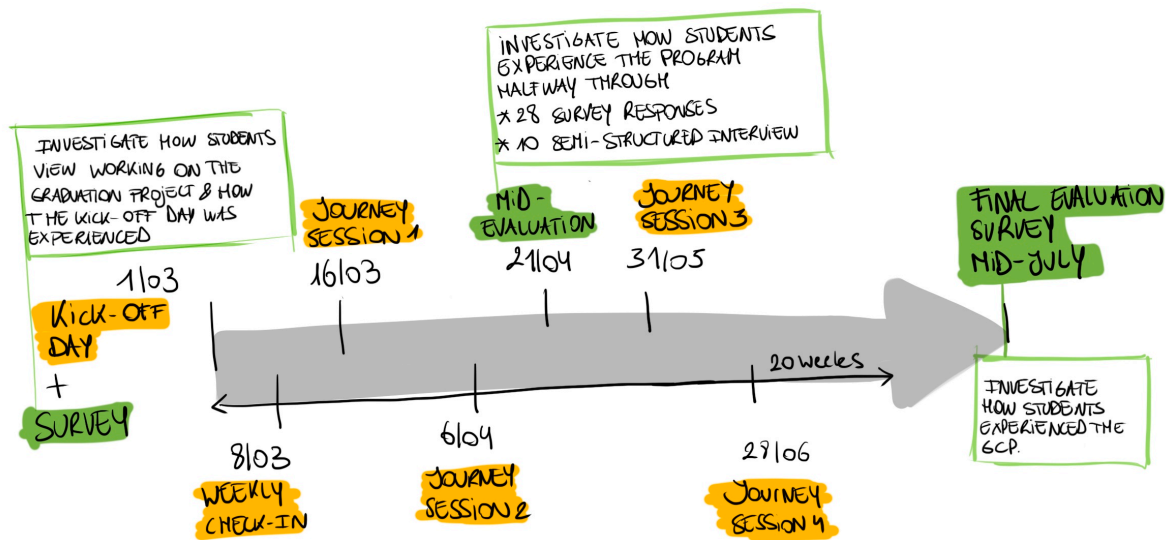 INVESTIGATE HOW STUDENTS
VIEW WORKING ON THE
GRADUATION PROJECT & HOW
THE KICK-OFF DAY WAS
EXPERIENCED
1/03
KICK-OFF
DAY
+
SURVEY
8/03
WEEKLY
CHECK-IN
JOURNEY
SESSION 1
16/03
6/04
JOURNEY
SESSION 2
INVESTIGATE HOW STUDENTS
EXPERIENCE THE PROGRAM
HALFWAY THROUGH
* 28 SURVEY RESPONSES
* 10 SEMI-STRUCTURED INTERVIEW
MID-
EVALUATION
21/04
JOURNEY
SESSION 3
31/05
20 weeks
JOURNEY
SESSION 4
FINAL EVALUATION
SURVEY
MID-JULY
INVESTIGATE
HOW STUDENTS
EXPERIENCED THE
GCP.